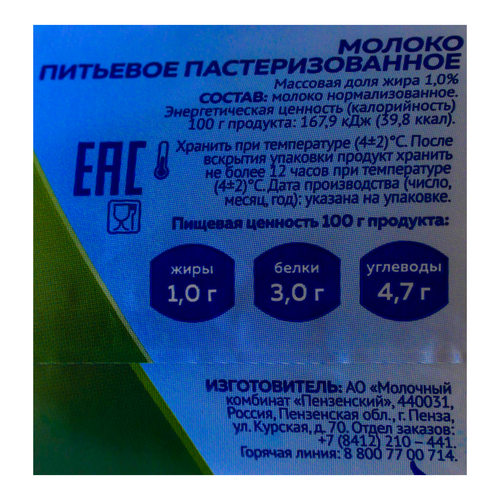 МОЛОКО
ПИТЬЕВОЕ ПАСТЕРИЗОВАННОЕ
Массовая доля жира 1,0%
СОСТАВ: молоко нормализованное.
Энергетическая ценность (калорийность)
100 г продукта: 167,9 кДж (39,8 ккал).
Хранить при температуре (4±2)°С. После
вскрытия упаковки продукт хранить
не более 12 часов при температуре
(4±2)°С. Дата производства (число,
месяц, год): указана на упаковке.
EAC
Пищевая ценность 100 г продукта:
жиры
1,0 г
белки
3,0 г
углеводы
4,7 г
ИЗГОТОВИТЕЛЬ: АО «Молочный
комбинат «Пензенский», 440031,
Россия, Пензенская обл., г. Пенза,
ул. Курская, д. 70. Отдел заказов:
+7 (8412) 210 – 441.
Горячая линия: 8 800 77 00 714.